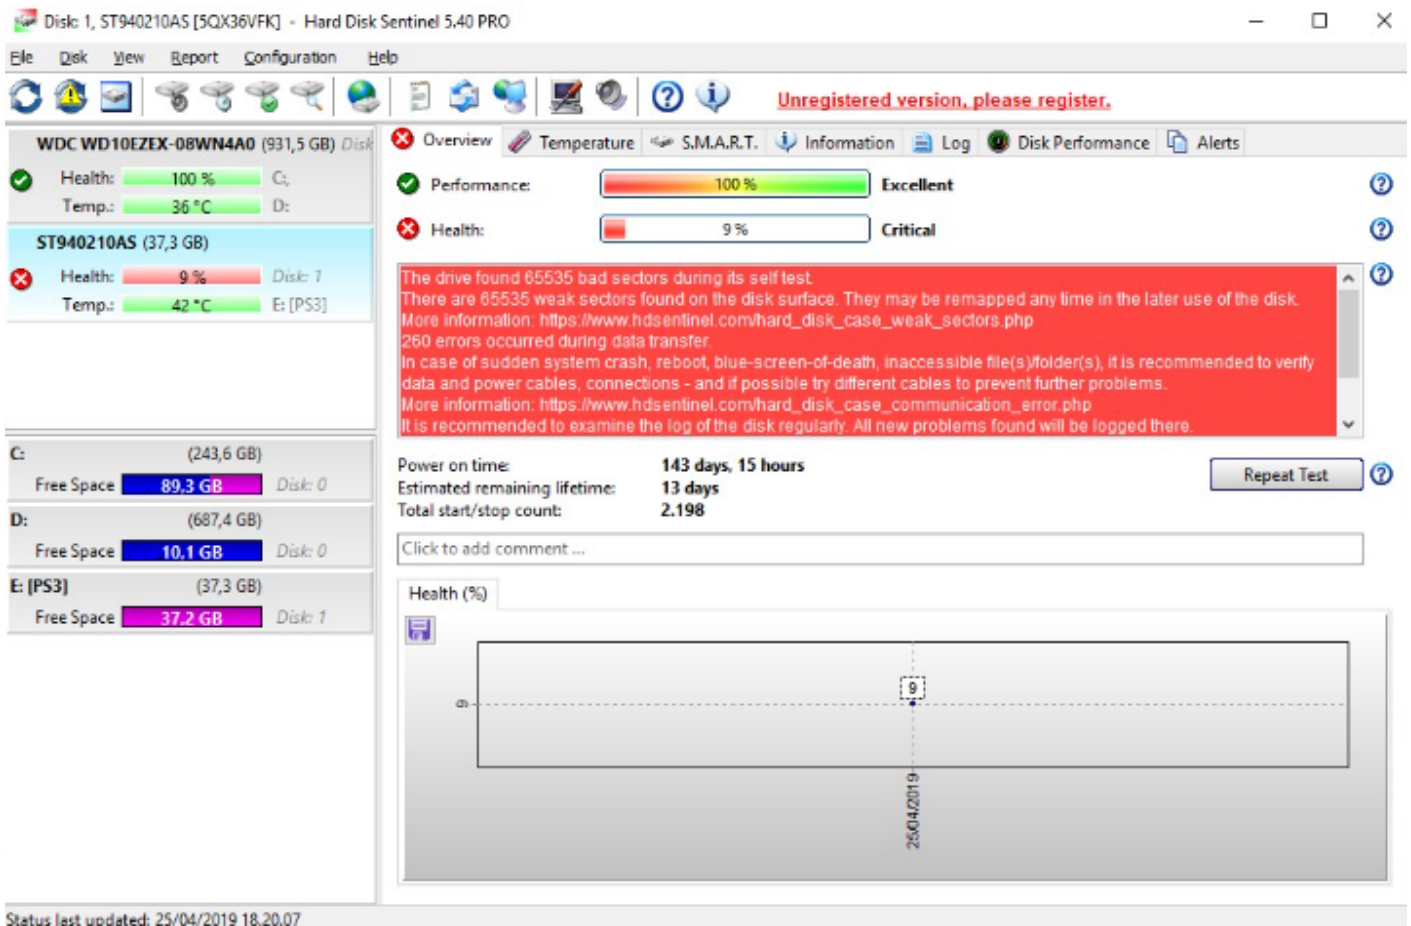 Disk: 1, ST940210AS [5QX36VFK] - Hard Disk Sentinel 5.40 PRO
File Disk View Report Configuration Help
Unregistered version, please register.
WDC WD10EZEX-08WN4A0 (931,5 GB) Disk
Health: 100 % C:,
Temp.: 36 °C D:
ST940210AS (37,3 GB)
Health: 9 % Disk: 1
Temp.: 42 °C E: [PS3]
C: (243,6 GB)
Free Space 89,3 GB Disk: 0
D: (687,4 GB)
Free Space 10,1 GB Disk: 0
E: [PS3] (37,3 GB)
Free Space 37,2 GB Disk: 1
Overview Temperature S.M.A.R.T. Information Log Disk Performance Alerts
Performance: 100 % Excellent
Health: 9 % Critical
The drive found 65535 bad sectors during its self test.
There are 65535 weak sectors found on the disk surface. They may be remapped any time in the later use of the disk.
More information: https://www.hdsentinel.com/hard_disk_case_weak_sectors.php
260 errors occurred during data transfer.
In case of sudden system crash, reboot, blue-screen-of-death, inaccessible file(s)/folder(s), it is recommended to verify
data and power cables, connections - and if possible try different cables to prevent further problems.
More information: https://www.hdsentinel.com/hard_disk_case_communication_error.php
It is recommended to examine the log of the disk regularly. All new problems found will be logged there.
Power on time: 143 days, 15 hours
Estimated remaining lifetime: 13 days
Total start/stop count: 2.198
Repeat Test
Click to add comment ...
Health (%)
9
9
25/04/2019
Status last updated: 25/04/2019 18.20.07